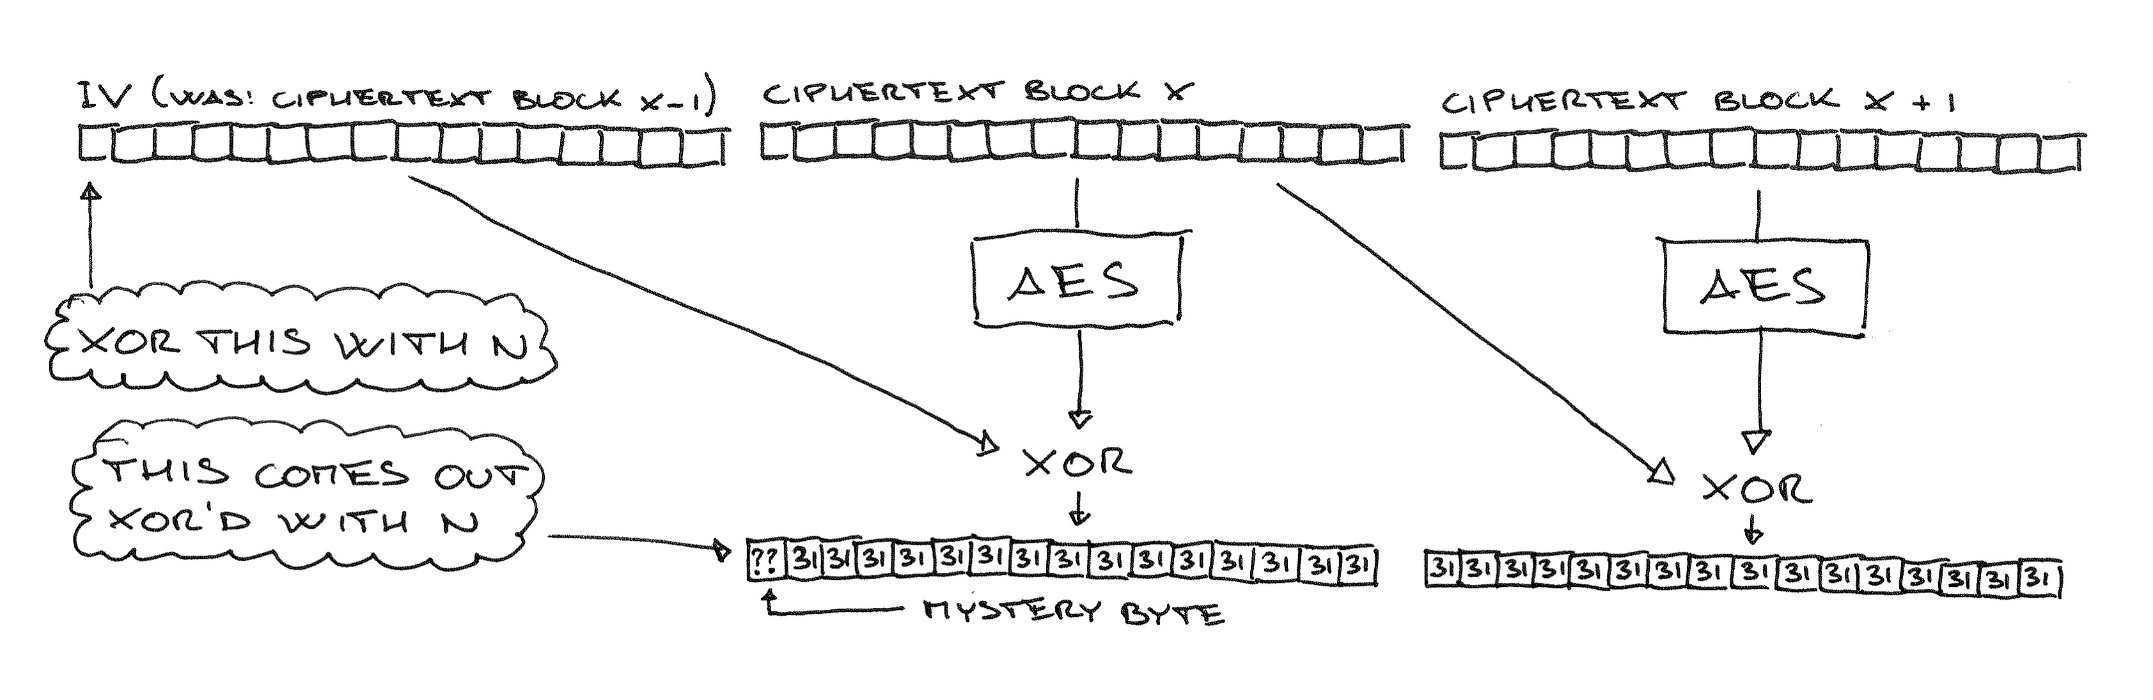 IV (WAS: CIPHERTEXT BLOCK X-1)
CIPHERTEXT BLOCK X
CIPHERTEXT BLOCK X + 1
AES
AES
XOR THIS WITH N
THIS COMES OUT
XOR'D WITH N
XOR
XOR
?? 31 31 31 31 31 31 31 31 31 31 31 31 31 31 31
31 31 31 31 31 31 31 31 31 31 31 31 31 31 31 31
MYSTERY BYTE